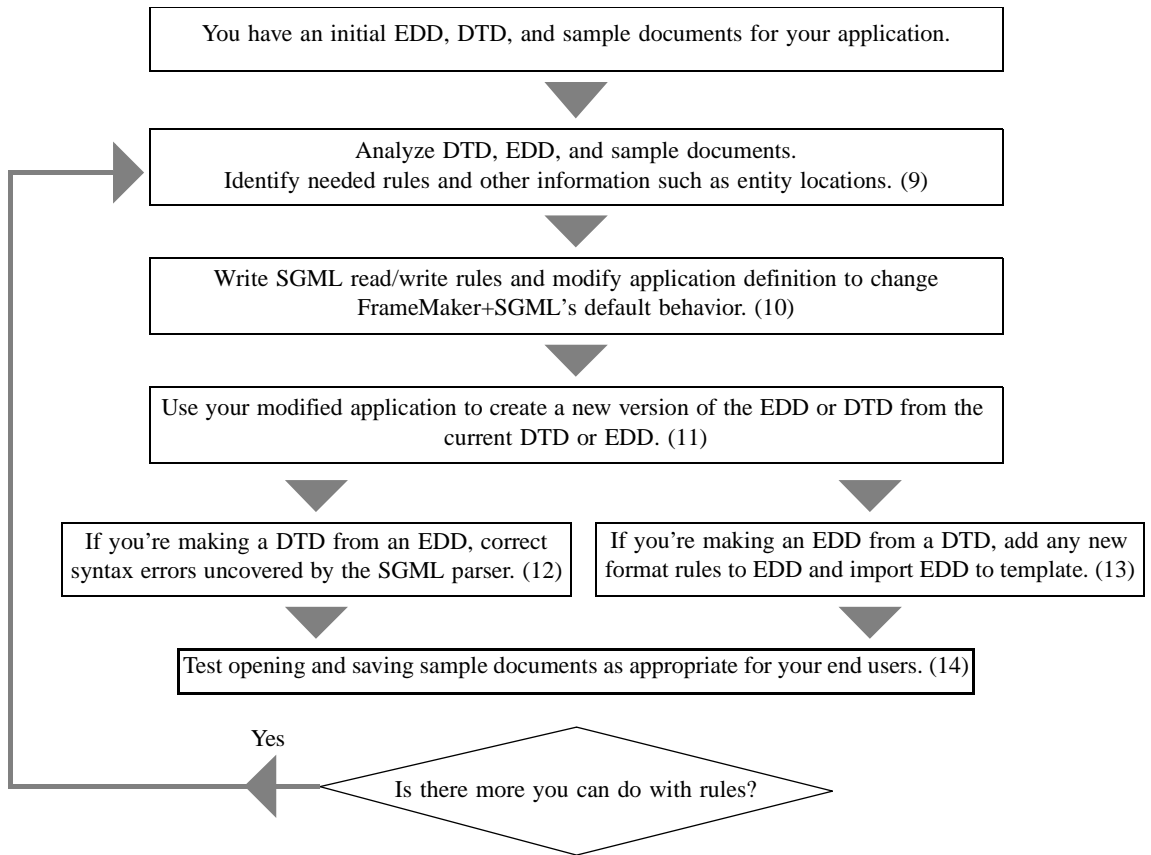 You have an initial EDD, DTD, and sample documents for your application.
Analyze DTD, EDD, and sample documents.
Identify needed rules and other information such as entity locations. (9)
Write SGML read/write rules and modify application definition to change
FrameMaker+SGML's default behavior. (10)
Use your modified application to create a new version of the EDD or DTD from the
current DTD or EDD. (11)
If you're making a DTD from an EDD, correct
syntax errors uncovered by the SGML parser. (12)
If you're making an EDD from a DTD, add any new
format rules to EDD and import EDD to template. (13)
Test opening and saving sample documents as appropriate for your end users. (14)
Yes
Is there more you can do with rules?